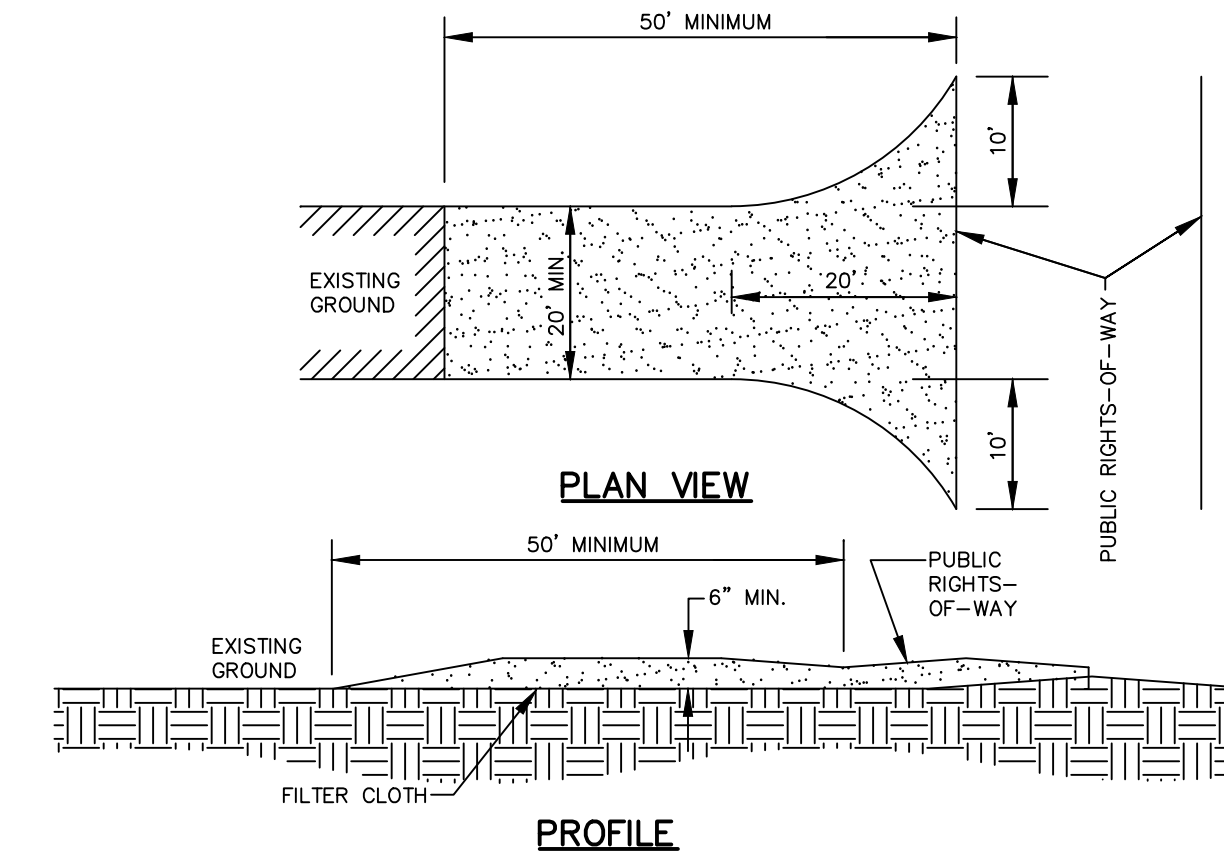 50' MINIMUM
10'
EXISTING
GROUND
20' MIN.
20'
10'
PUBLIC RIGHTS-OF-WAY
PLAN VIEW
50' MINIMUM
PUBLIC
RIGHTS-
OF-WAY
6" MIN.
EXISTING
GROUND
FILTER CLOTH
PROFILE